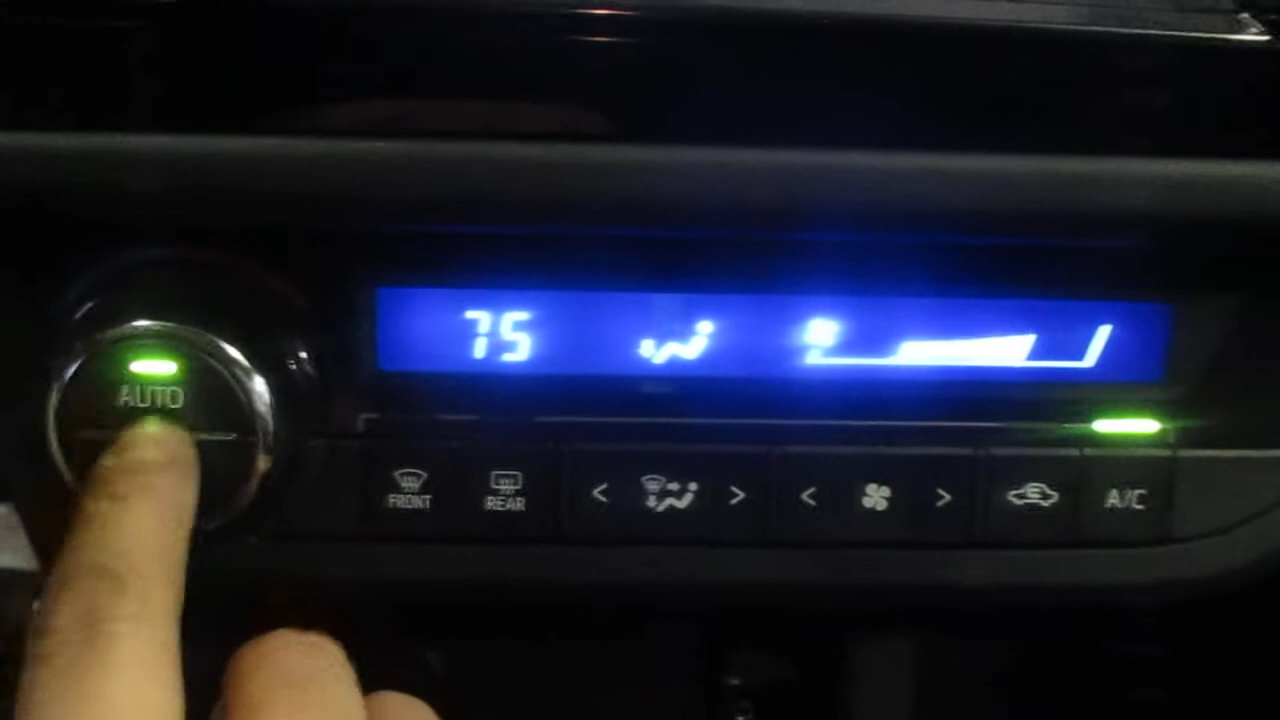 75
AUTO
FRONT
REAR
< >
< >
A/C